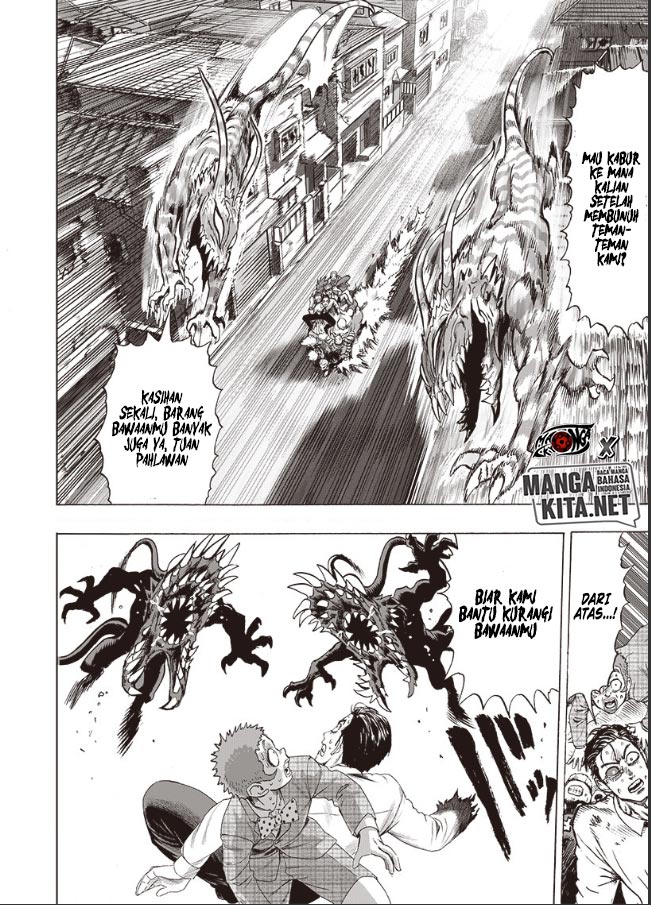 MAU KABUR
KE MANA
KALIAN
SETELAH
MEMBUNUH
TEMAN-
TEMAN
KAMI?
KASIHAN
SEKALI, BARANG
BAWAANMU BANYAK
JUGA YA, TUAN
PAHLAWAN
X
MANGA
BACA MANGA
BAHASA
INDONESIA
KITA.NET
DARI
ATAS...!
BIAR KAMI
BANTU KURANGI
BAWAANMU